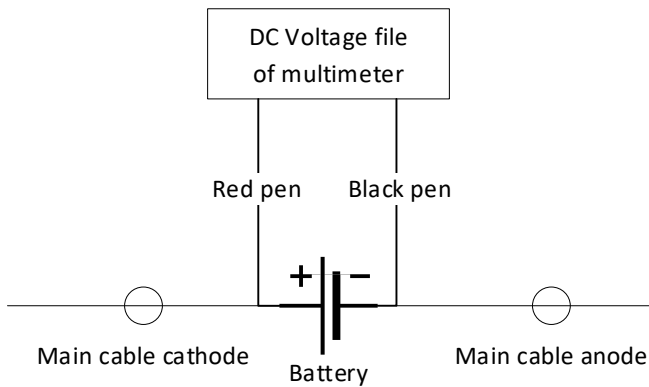 DC Voltage file
of multimeter
Red pen
Black pen
+
−
Main cable cathode
Battery
Main cable anode